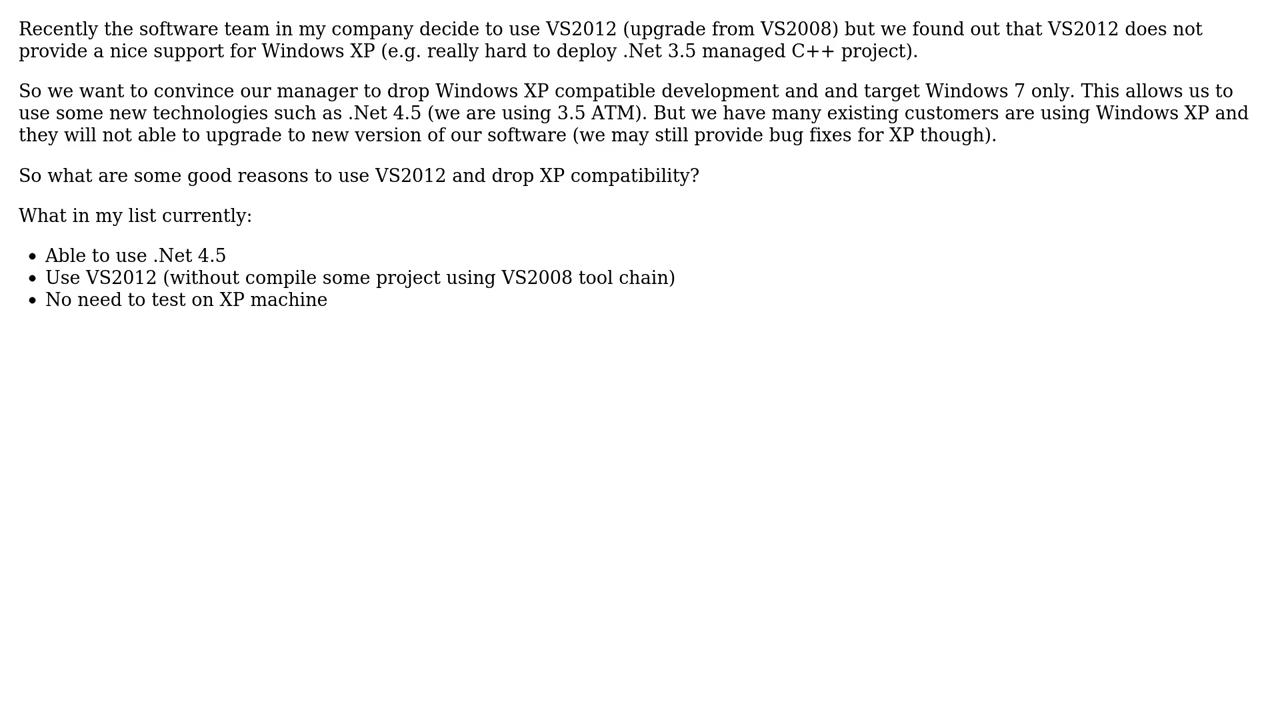 Recently the software team in my company decide to use VS2012 (upgrade from VS2008) but we found out that VS2012 does not
provide a nice support for Windows XP (e.g. really hard to deploy .Net 3.5 managed C++ project).
So we want to convince our manager to drop Windows XP compatible development and and target Windows 7 only. This allows us to
use some new technologies such as .Net 4.5 (we are using 3.5 ATM). But we have many existing customers are using Windows XP and
they will not able to upgrade to new version of our software (we may still provide bug fixes for XP though).
So what are some good reasons to use VS2012 and drop XP compatibility?
What in my list currently:
• Able to use .Net 4.5
• Use VS2012 (without compile some project using VS2008 tool chain)
• No need to test on XP machine